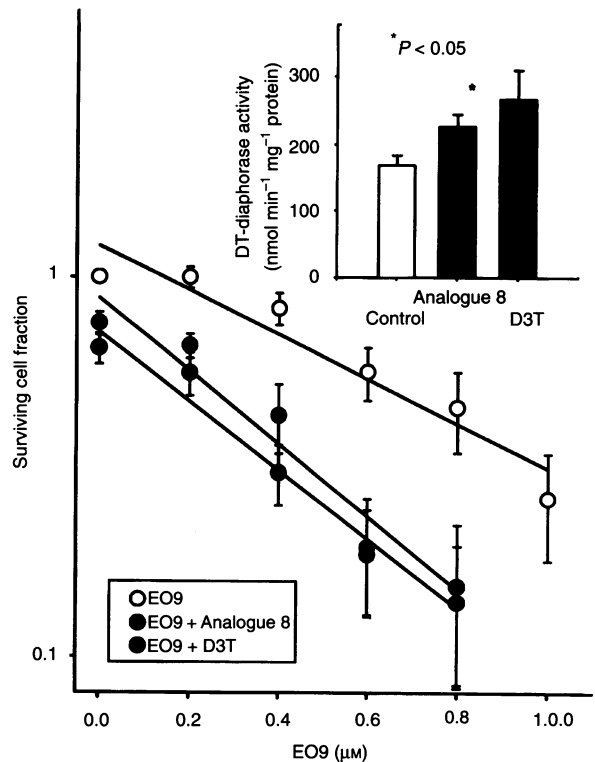 * P < 0.05
DT-diaphorase activity
(nmol min⁻¹ mg⁻¹ protein)
300
200
100
0
*
Analogue 8
Control D3T
Surviving cell fraction
1
0.1
EO9
EO9 + Analogue 8
EO9 + D3T
0.0 0.2 0.4 0.6 0.8 1.0.0
EO9 (μM)